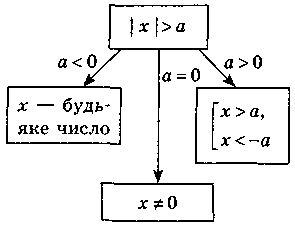 |x|>a
a<0
a=0
a>0
x — будь-
яке число
x>a,
x<-a
x≠0